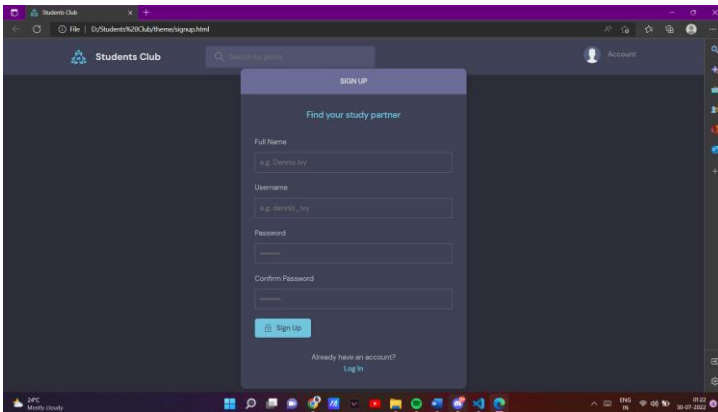 Students Club
File | D:/Students%20Club/theme/signup.html
Students Club
Search for posts
Account
SIGN UP
Find your study partner
Full Name
e.g. Dennis Ivy
Username
e.g. dennis_ivy
Password
••••••••
Confirm Password
••••••••
Sign Up
Already have an account?
Log In
24°C
Mostly cloudy
ENG
IN
01:22
30-07-2022